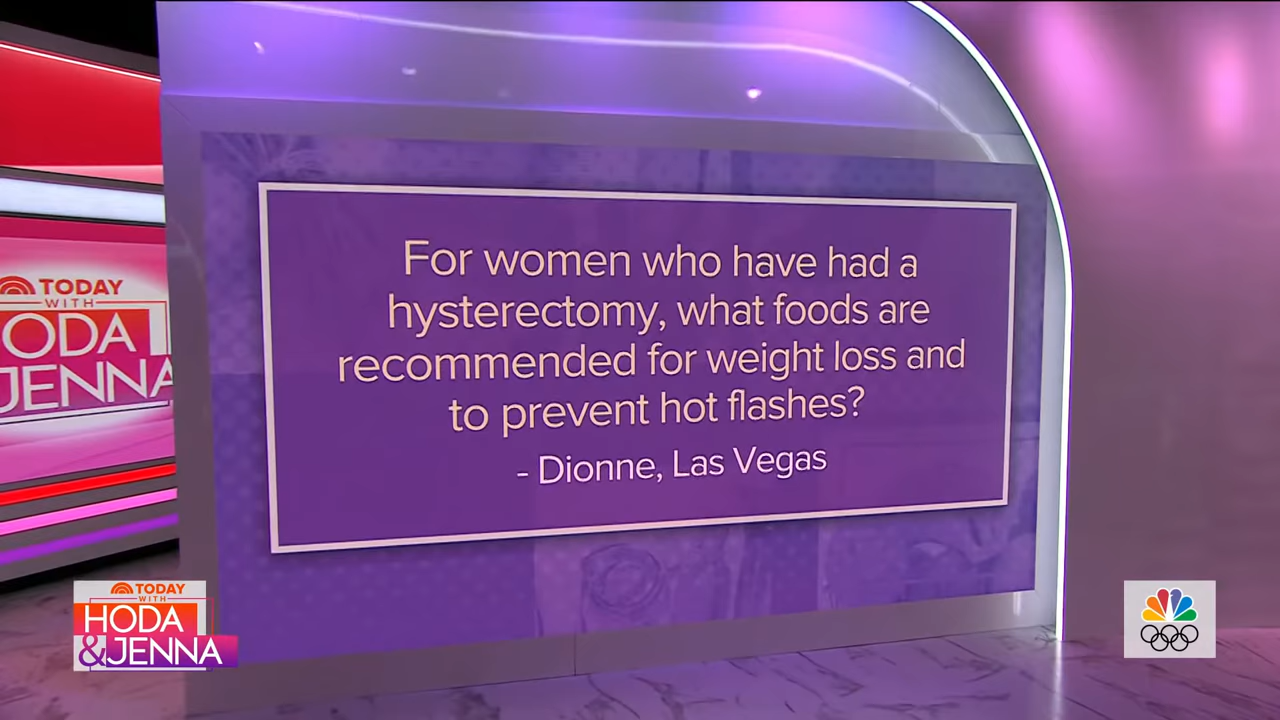 For women who have had a
hysterectomy, what foods are
recommended for weight loss and
to prevent hot flashes?
- Dionne, Las Vegas
TODAY
WITH
ODA
JENNA
TODAY
WITH
HODA
&JENNA